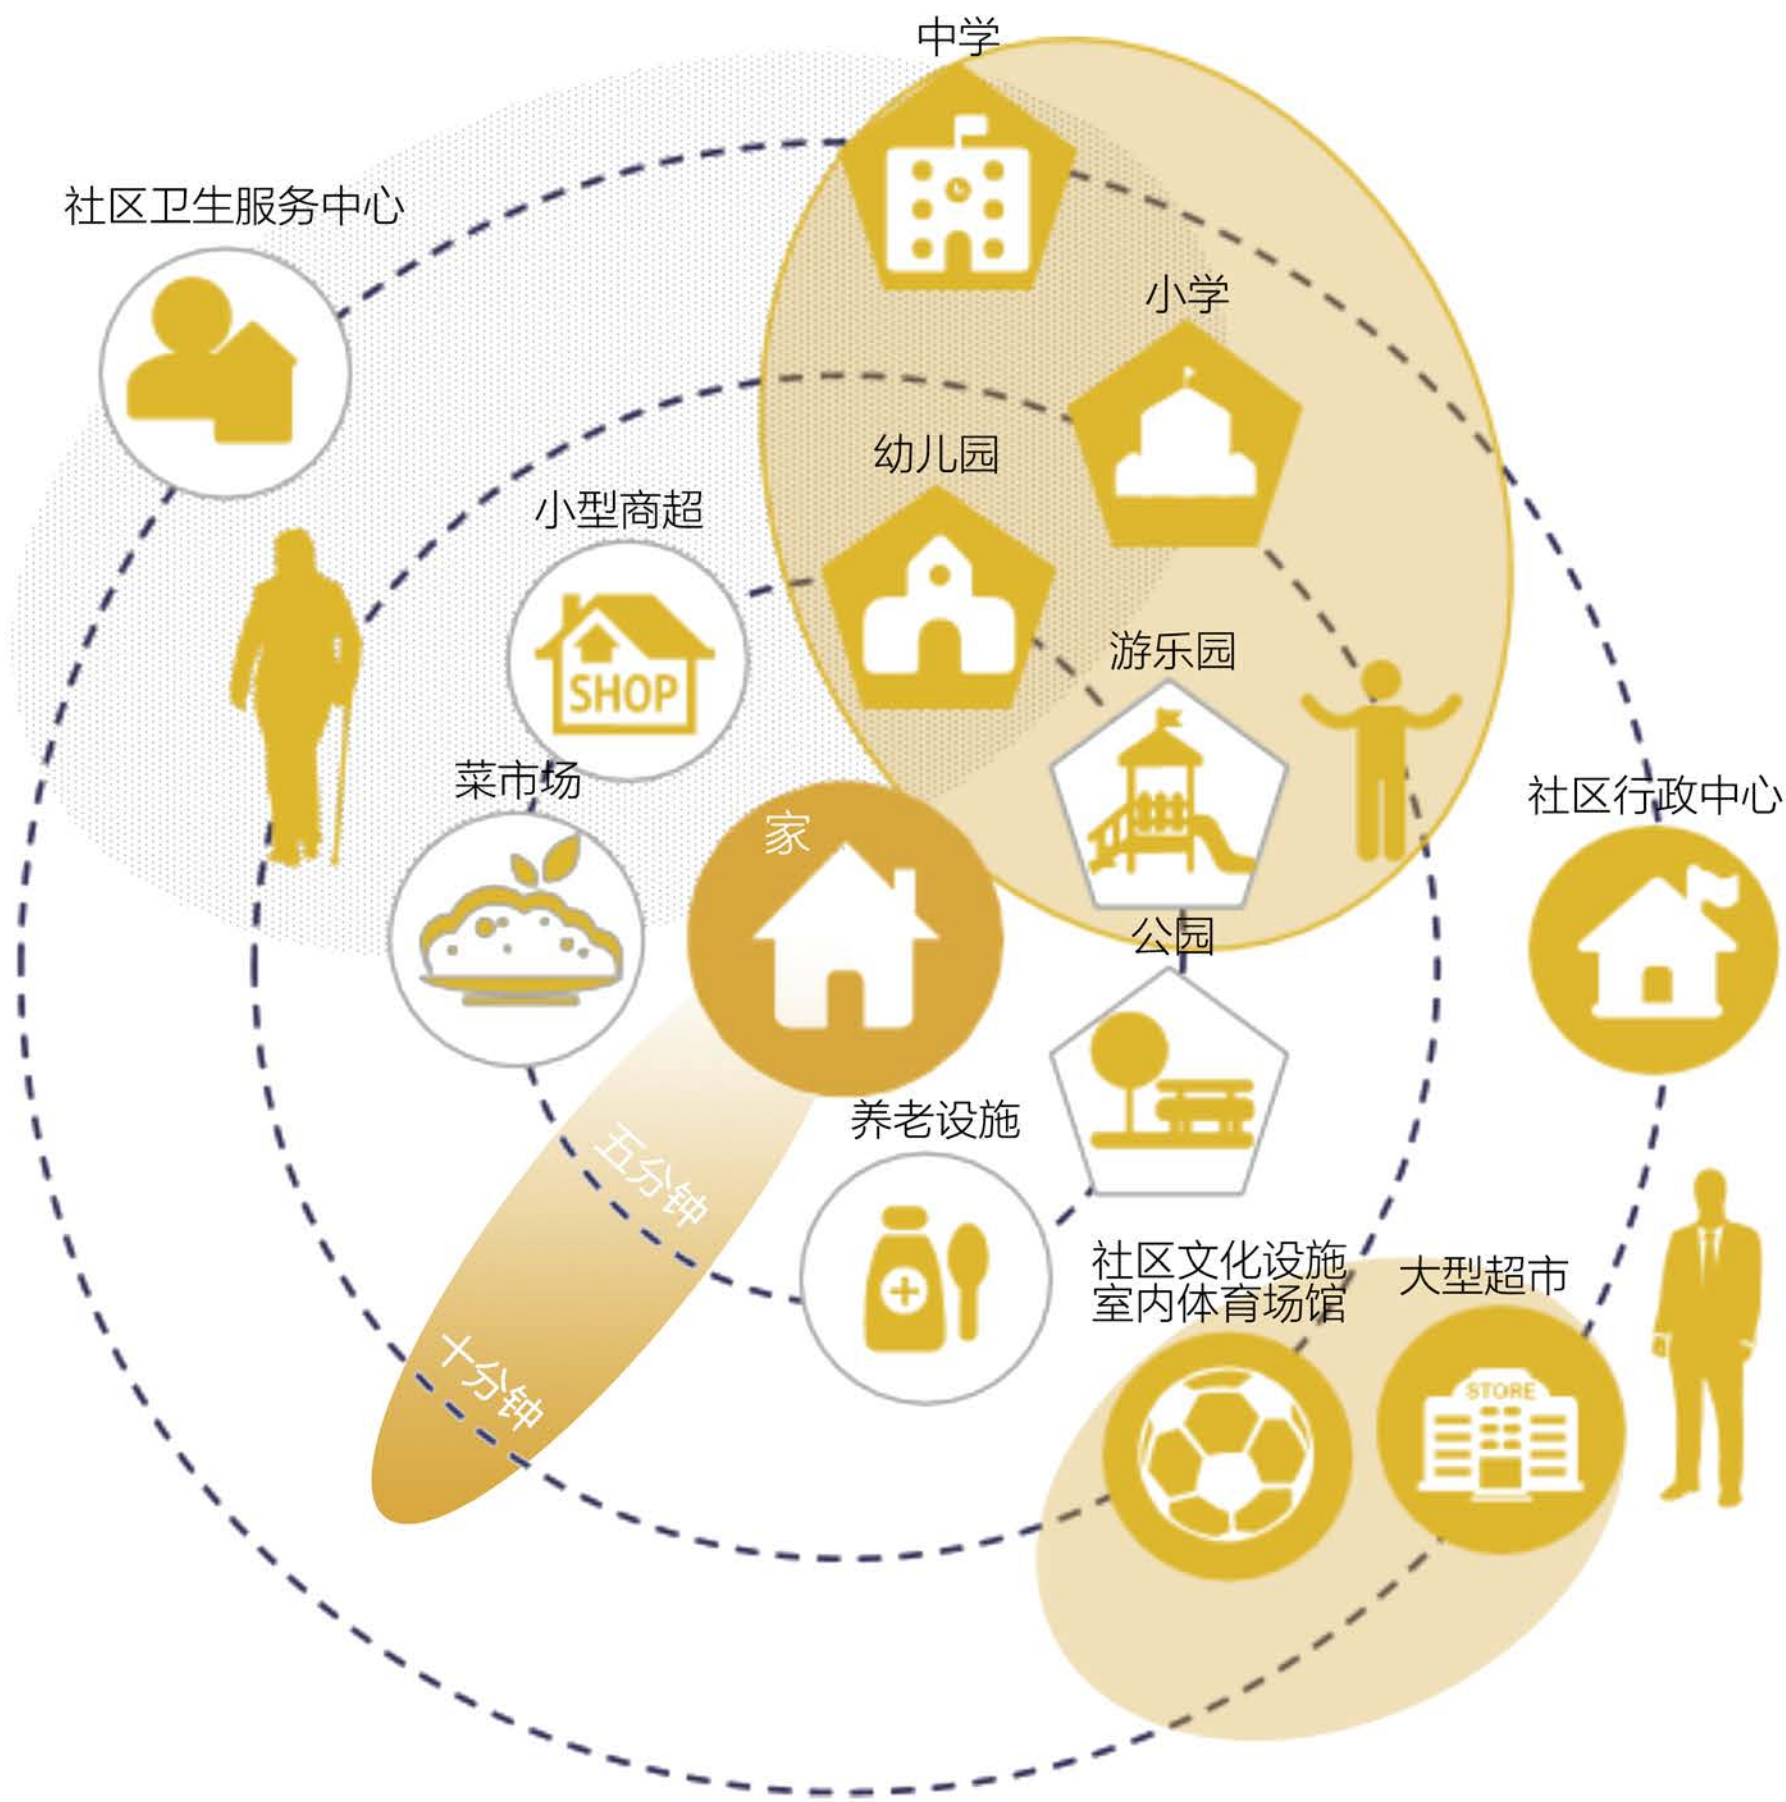 中学
社区卫生服务中心
小学
幼儿园
小型商超
SHOP
游乐园
菜市场
家
社区行政中心
公园
养老设施
五分钟
社区文化设施
室内体育场馆
大型超市
十分钟
STORE